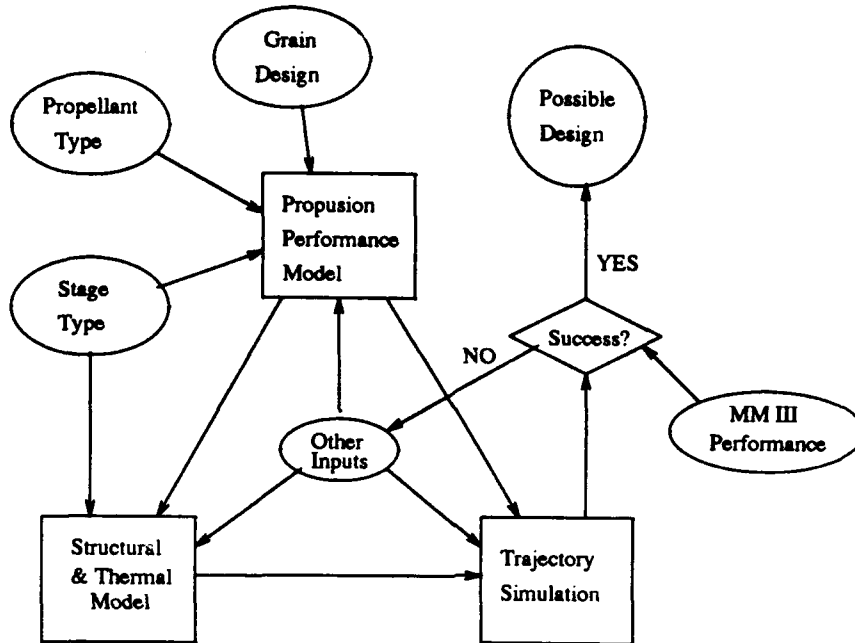 Grain
Design
Propellant
Type
Possible
Design
Propusion
Performance
Model
YES
Stage
Type
Success?
NO
MM III
Performance
Other
Inputs
Structural
& Thermal
Model
Trajectory
Simulation